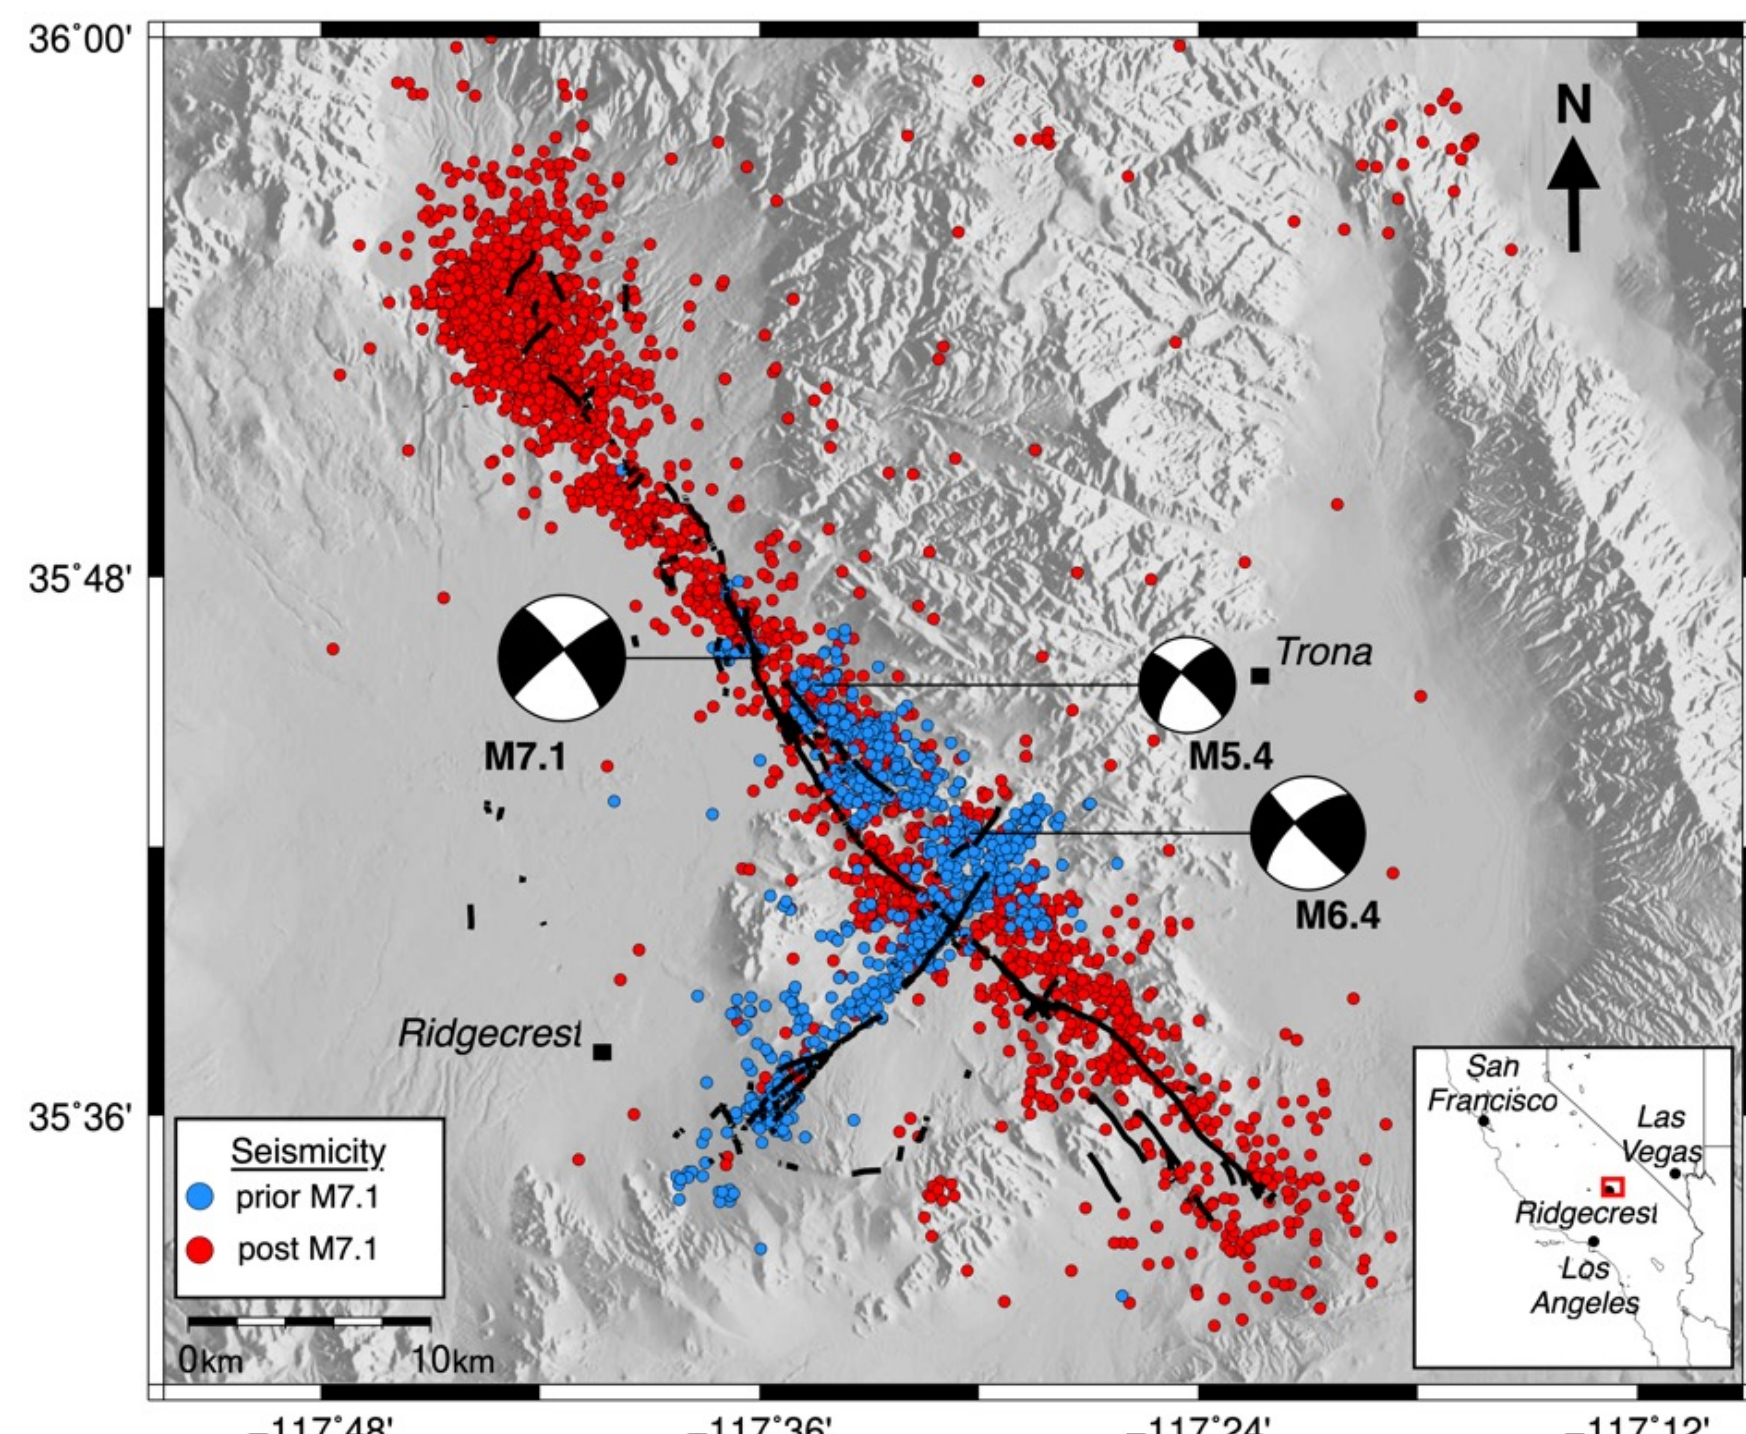 36°00'
N
35°48'
Trona
M7.1
M5.4
M6.4
Ridgecrest
35°36'
Seismicity
prior M7.1
post M7.1
0km
10km
San
Francisco
Las
Vegas
Ridgecrest
Los
Angeles
−117°48'
−117°36'
−117°24'
−117°12'